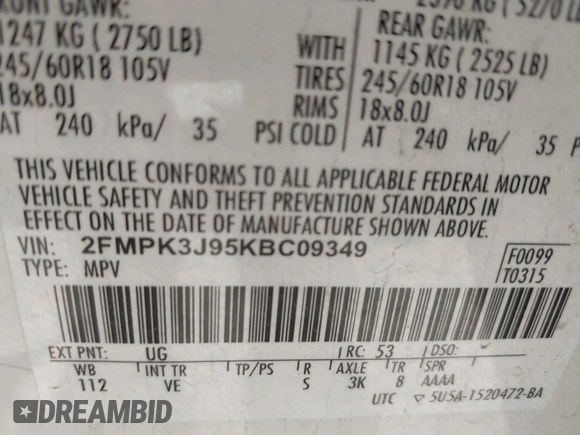 FRONT GAWR:
1247 KG ( 2750 LB)
245/60R18 105V
18x8.0J
AT 240 kPa/ 35 PSI COLD
WITH
TIRES
RIMS
REAR GAWR:
1145 KG ( 2525 LB)
245/60R18 105V
18x8.0J
AT 240 kPa/ 35
THIS VEHICLE CONFORMS TO ALL APPLICABLE FEDERAL MOTOR
VEHICLE SAFETY AND THEFT PREVENTION STANDARDS IN
EFFECT ON THE DATE OF MANUFACTURE SHOWN ABOVE.
VIN: 2FMPK3J95KBC09349
TYPE: MPV
F0099
T0315
EXT PNT: UG RC: 53 DSO:
WB INT TR TP/PS R AXLE TR SPR
112 VE S 3K 8 AAAA
UTC 5U5A-1520472-BA
©DREAMBID